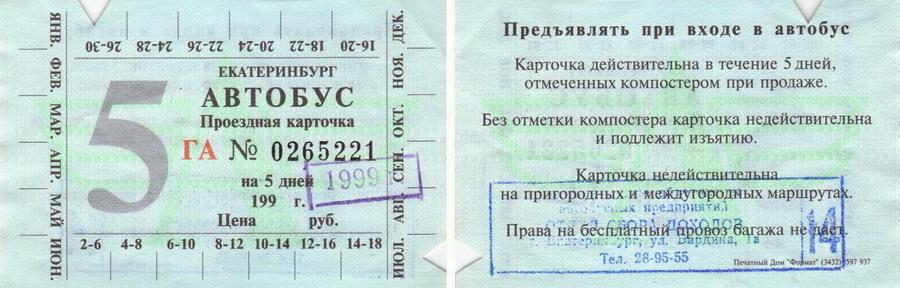 26-30 24-28 22-26 20-24 18-22 16-20
ЯНВ. ФЕВ. МАР. АПР. МАЙ ИЮН.
5
ЕКАТЕРИНБУРГ
АВТОБУС
Проездная карточка
ГА № 0265221
на 5 дней
199 г.
Цена руб.
1999 г.
ИЮЛ. АВГ. СЕН. ОКТ. НОЯ. ДЕК.
2-6 4-8 6-10 8-12 10-14 12-16 14-18
Предъявлять при входе в автобус
Карточка действительна в течение 5 дней,
отмеченных компостером при продаже.
Без отметки компостера карточка недействительна
и подлежит изъятию.
Карточка недействительна
на пригородных и междугородных маршрутах.
Права на бесплатный провоз багажа не дает.
предприятий
ОТДЕЛ СБОРА ДОХОДОВ
г. Екатеринбург, ул. Бардина, 1а
Тел. 28-95-55
14
Печатный Дом "Формат" (3432) 597 937